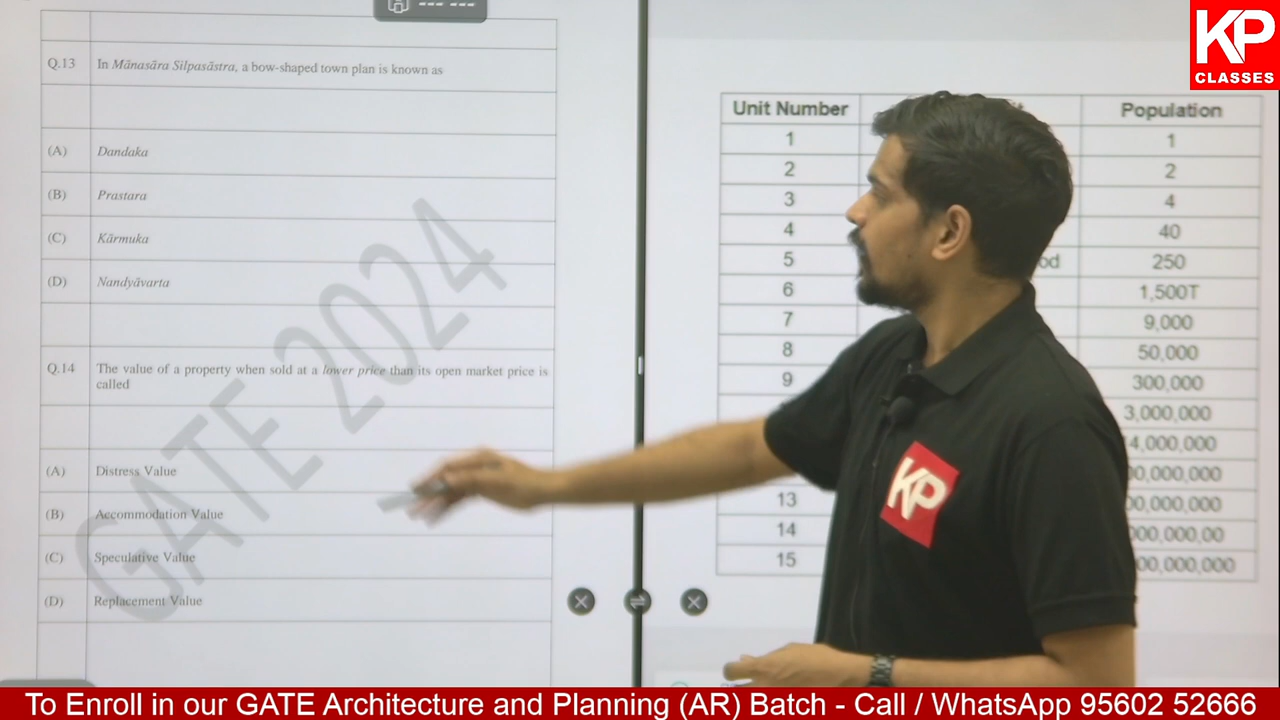 KP
CLASSES
Q.13 In Mānasāra Silpasāstra, a bow-shaped town plan is known as
(A) Dandaka
(B) Prastara
(C) Kārmuka
(D) Nandyāvarta
Q.14 The value of a property when sold at a lower price than its open market price is
called
(A) Distress Value
(B) Accommodation Value
(C) Speculative Value
(D) Replacement Value
GATE 2024
Unit Number Population
1 1
2 2
3 4
4 40
5 250
6 1,500T
7 9,000
8 50,000
9 300,000
3,000,000
13
14
15
KP
To Enroll in our GATE Architecture and Planning (AR) Batch - Call / WhatsApp 95602 52666